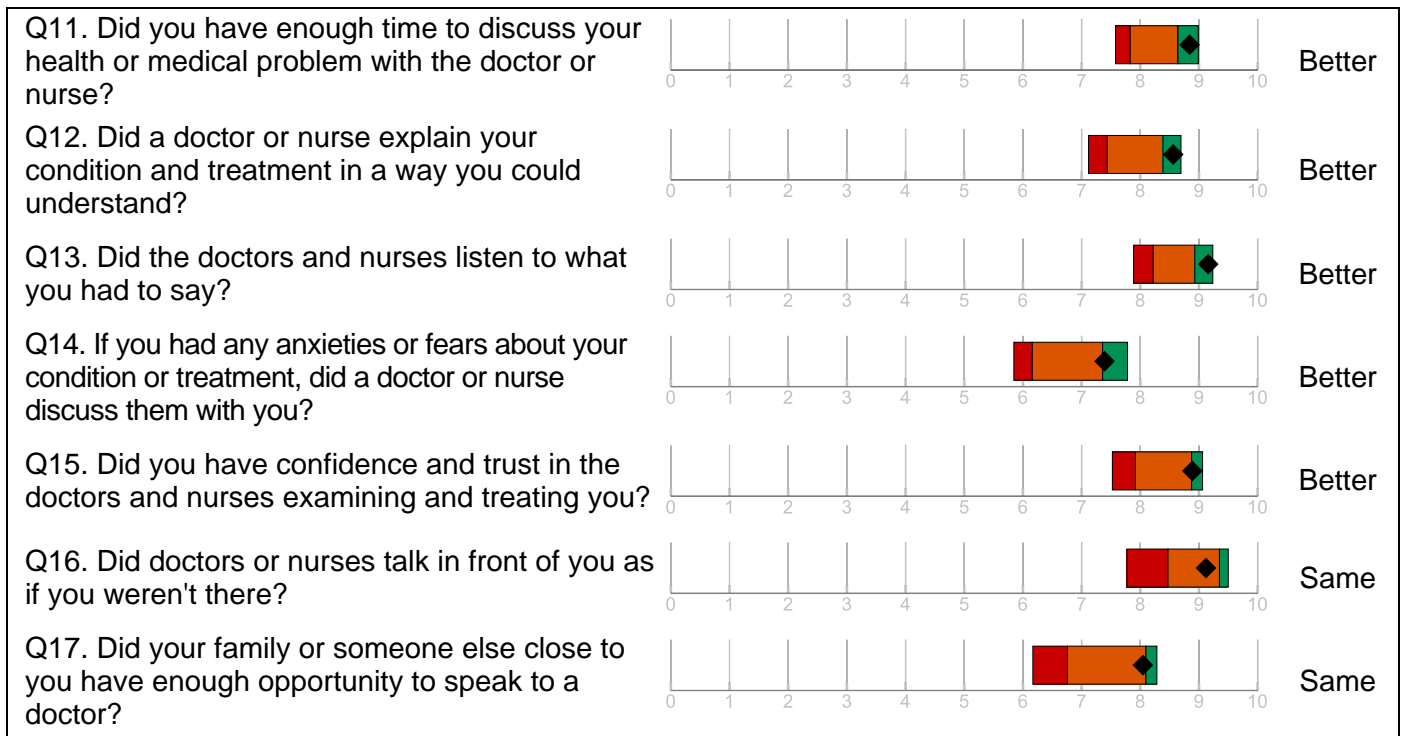 Q11. Did you have enough time to discuss your
health or medical problem with the doctor or
nurse?
0 1 2 3 4 5 6 7 8 9 10
Better
Q12. Did a doctor or nurse explain your
condition and treatment in a way you could
understand?
0 1 2 3 4 5 6 7 8 9 10
Better
Q13. Did the doctors and nurses listen to what
you had to say?
0 1 2 3 4 5 6 7 8 9 10
Better
Q14. If you had any anxieties or fears about your
condition or treatment, did a doctor or nurse
discuss them with you?
0 1 2 3 4 5 6 7 8 9 10
Better
Q15. Did you have confidence and trust in the
doctors and nurses examining and treating you?
0 1 2 3 4 5 6 7 8 9 10
Better
Q16. Did doctors or nurses talk in front of you as
if you weren't there?
0 1 2 3 4 5 6 7 8 9 10
Same
Q17. Did your family or someone else close to
you have enough opportunity to speak to a
doctor?
0 1 2 3 4 5 6 7 8 9 10
Same